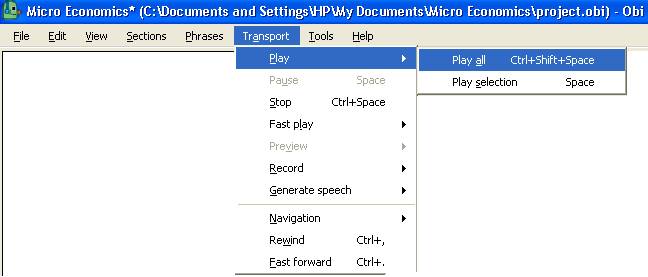 Micro Economics* (C:\Documents and Settings\HP\My Documents\Micro Economics\project.obi) - Obi
File Edit View Sections Phrases Transport Tools Help
Play
Play all Ctrl+Shift+Space
Pause Space
Play selection Space
Stop Ctrl+Space
Fast play
Preview
Record
Generate speech
Navigation
Rewind Ctrl+,
Fast forward Ctrl+.